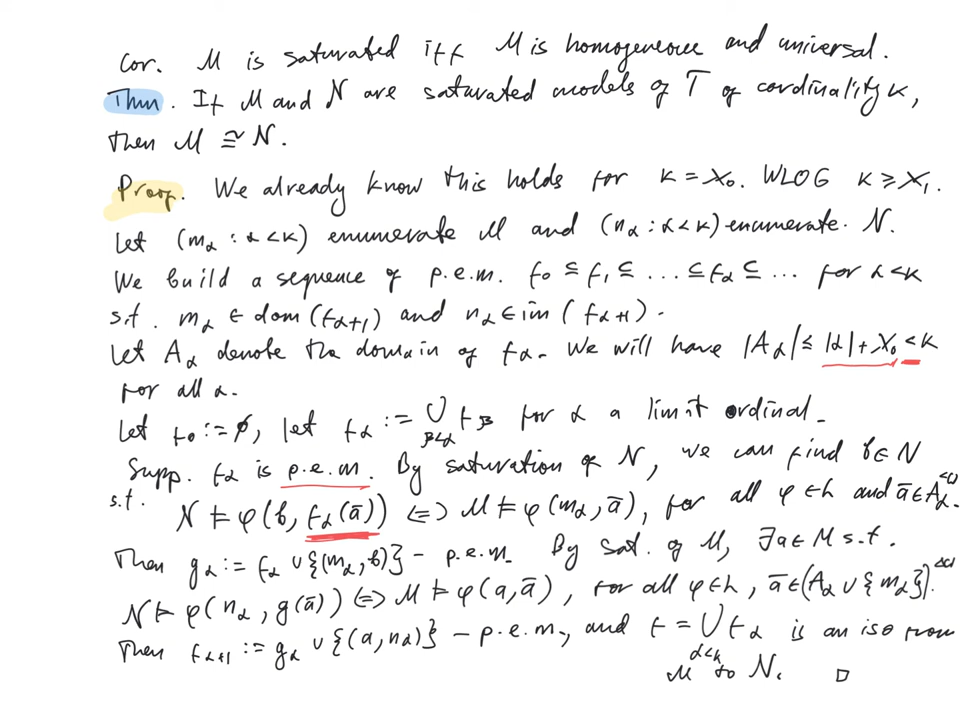 Cor. M is saturated iff M is homogeneous and universal.
Thm. If M and N are saturated models of T of cardinality κ,
then M ≅ N.
Proof. We already know this holds for κ = ℵ₀. WLOG κ ⩾ ℵ₁.
Let (m_α : α < κ) enumerate M and (n_α : α < κ) enumerate N.
We build a sequence of p.e.m. f₀ ⊆ f₁ ⊆ ... ⊆ f_α ⊆ ... for α < κ
s.t. m_α ∈ dom(f_α+1) and n_α ∈ im(f_α+1).
Let A_α denote the domain of f_α. We will have |A_α| ≤ |α| + ℵ₀ < κ
for all α.
Let f₀ := ∅, let f_α := ⋃_β<α f_β for α a limit ordinal.
Supp. f_α is p.e.m. By saturation of N, we can find b ∈ N
s.t. N ⊨ φ(b, f_α(ā)) ⟺ M ⊨ φ(m_α, ā), for all φ ∈ L and ā ∈ A_α^<ω.
Then g_α := f_α ∪ {(m_α, b)} – p.e.m. By sat. of M, ∃a ∈ M s.t.
N ⊨ φ(n_α, g(ā)) ⟺ M ⊨ φ(a, ā), for all φ ∈ L, ā ∈ (A_α ∪ {m_α})^<ω.
Then f_α+1 := g_α ∪ {(a, n_α)} – p.e.m., and f = ⋃_α<κ f_α is an iso from
M to N. □